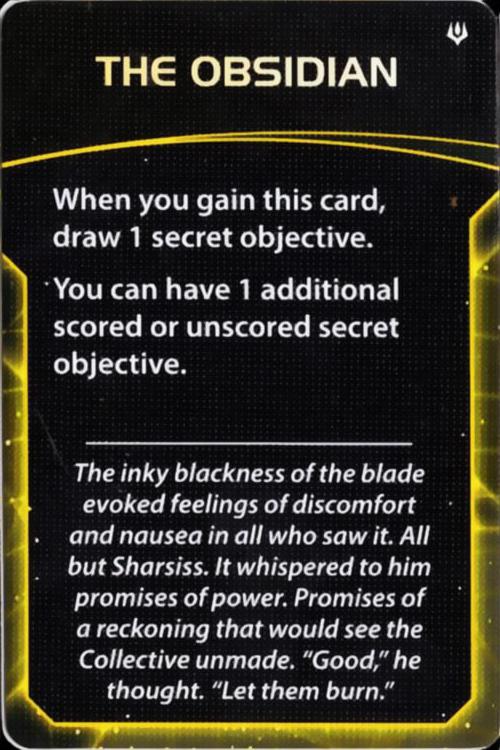 THE OBSIDIAN
When you gain this card,
draw 1 secret objective.
You can have 1 additional
scored or unscored secret
objective.
The inky blackness of the blade
evoked feelings of discomfort
and nausea in all who saw it. All
but Sharsiss. It whispered to him
promises of power. Promises of
a reckoning that would see the
Collective unmade. “Good,” he
thought. “Let them burn.”